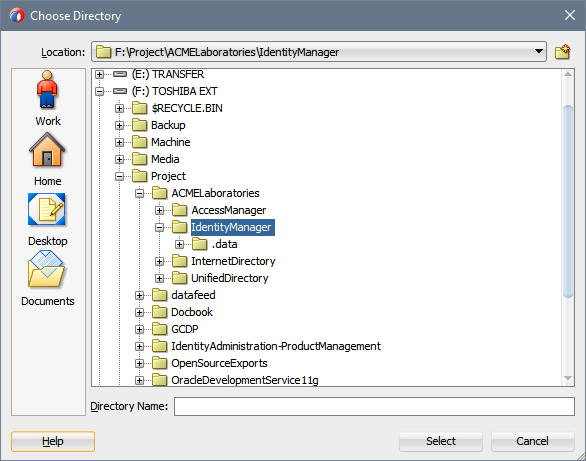 Choose Directory
Location: F:\Project\ACMELaboratories\IdentityManager
(E:) TRANSFER
(F:) TOSHIBA EXT
$RECYCLE.BIN
Backup
Machine
Media
Project
ACMELaboratories
AccessManager
IdentityManager
.data
InternetDirectory
UnifiedDirectory
datafeed
Docbook
GCDP
IdentityAdministration-ProductManagement
OpenSourceExports
OracleDevelopmentService11g
Work
Home
Desktop
Documents
Directory Name:
Help
Select
Cancel